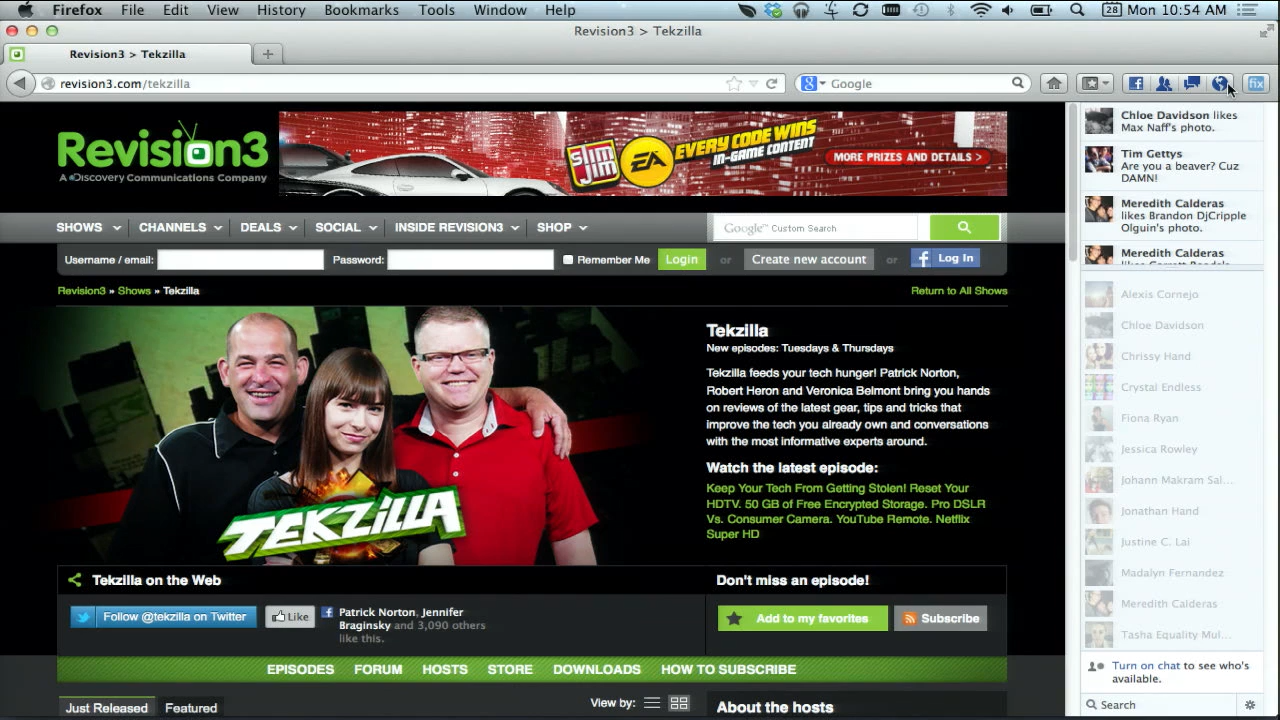 Firefox File Edit View History Bookmarks Tools Window Help
28 Mon 10:54 AM
Revision3 > Tekzilla
Revision3 > Tekzilla
revision3.com/tekzilla
Google
fix
Revision3
A Discovery Communications Company
SLIM JIM
EA
EVERY CODE WINS
IN-GAME CONTENT
MORE PRIZES AND DETAILS >
SHOWS CHANNELS DEALS SOCIAL INSIDE REVISION3 SHOP
Google™ Custom Search
Username / email: Password: Remember Me Login or Create new account or Log In
Revision3 » Shows » Tekzilla
Return to All Shows
TEKZILLA
Tekzilla
New episodes: Tuesdays & Thursdays
Tekzilla feeds your tech hunger! Patrick Norton,
Robert Heron and Veronica Belmont bring you hands
on reviews of the latest gear, tips and tricks that
improve the tech you already own and conversations
with the most informative experts around.
Watch the latest episode:
Keep Your Tech From Getting Stolen! Reset Your
HDTV. 50 GB of Free Encrypted Storage. Pro DSLR
Vs. Consumer Camera. YouTube Remote. Netflix
Super HD
Tekzilla on the Web
Follow @tekzilla on Twitter
Like
Patrick Norton, Jennifer
Braginsky and 3,090 others
like this.
Don't miss an episode!
Add to my favorites
Subscribe
EPISODES FORUM HOSTS STORE DOWNLOADS HOW TO SUBSCRIBE
Just Released Featured
View by:
About the hosts
Chloe Davidson likes
Max Naff's photo.
Tim Gettys
Are you a beaver? Cuz
DAMN!
Meredith Calderas
likes Brandon DjCripple
Olguin's photo.
Meredith Calderas
Alexis Cornejo
Chloe Davidson
Chrissy Hand
Crystal Endless
Fiona Ryan
Jessica Rowley
Johann Makram Sal...
Jonathan Hand
Justine C. Lai
Madalyn Fernandez
Meredith Calderas
Tasha Equality Mul...
Turn on chat to see who's
available.
Search